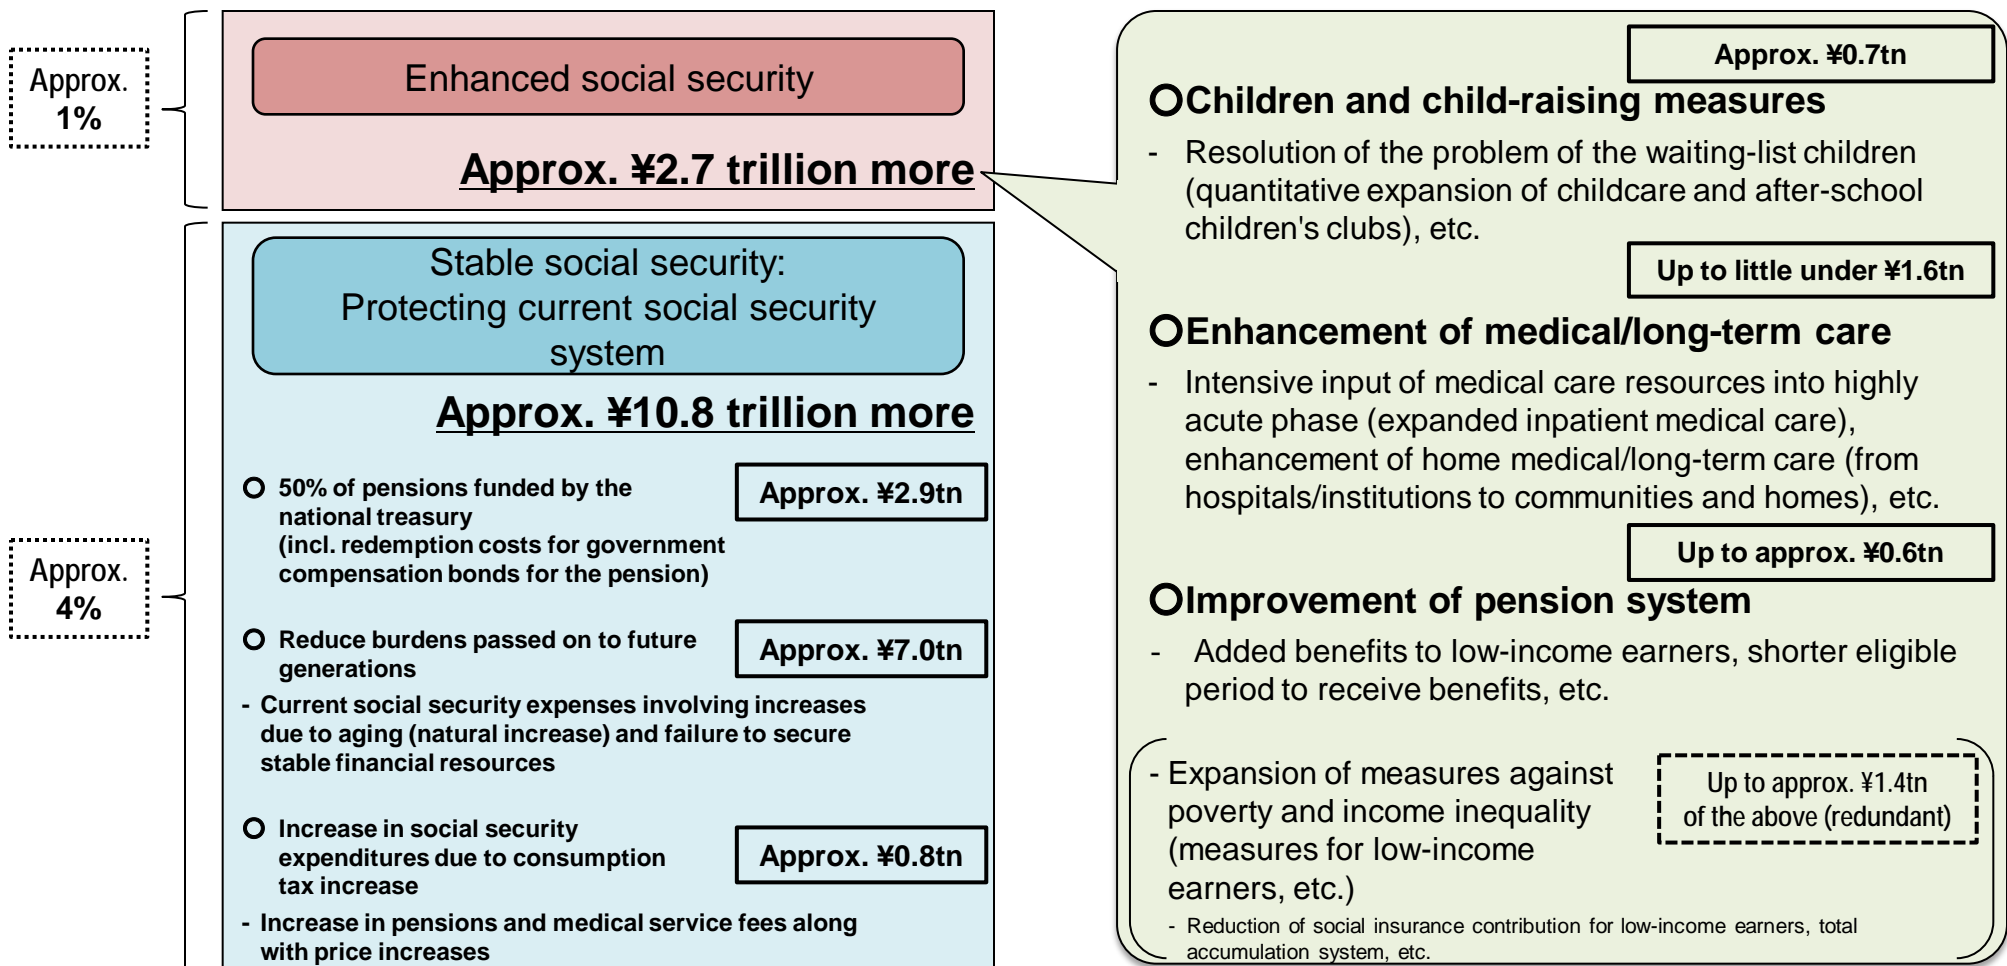 Approx.
1%
Enhanced social security
Approx. ¥2.7 trillion more
Approx.
4%
Stable social security:
Protecting current social security
system
Approx. ¥10.8 trillion more
○ 50% of pensions funded by the
national treasury
(incl. redemption costs for government
compensation bonds for the pension)
Approx. ¥2.9tn
○ Reduce burdens passed on to future
generations
Approx. ¥7.0tn
- Current social security expenses involving increases
due to aging (natural increase) and failure to secure
stable financial resources
○ Increase in social security
expenditures due to consumption
tax increase
Approx. ¥0.8tn
- Increase in pensions and medical service fees along
with price increases
Approx. ¥0.7tn
○Children and child-raising measures
- Resolution of the problem of the waiting-list children
(quantitative expansion of childcare and after-school
children's clubs), etc.
Up to little under ¥1.6tn
○Enhancement of medical/long-term care
- Intensive input of medical care resources into highly
acute phase (expanded inpatient medical care),
enhancement of home medical/long-term care (from
hospitals/institutions to communities and homes), etc.
Up to approx. ¥0.6tn
○Improvement of pension system
- Added benefits to low-income earners, shorter eligible
period to receive benefits, etc.
- Expansion of measures against
poverty and income inequality
(measures for low-income
earners, etc.)
Up to approx. ¥1.4tn
of the above (redundant)
- Reduction of social insurance contribution for low-income earners, total
accumulation system, etc.